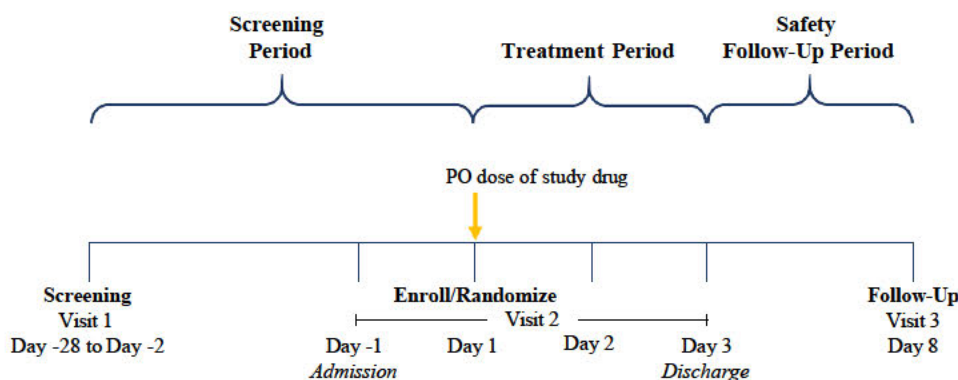 Screening
Period
Treatment Period
Safety
Follow-Up Period
PO dose of study drug
Screening
Visit 1
Day -28 to Day -2
Enroll/Randomize
Visit 2
Day -1
Admission
Day 1
Day 2
Day 3
Discharge
Follow-Up
Visit 3
Day 8